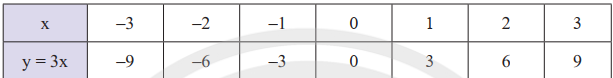 x –3 –2 –1 0 1 2 3
y = 3x –9 –6 –3 0 3 6 9